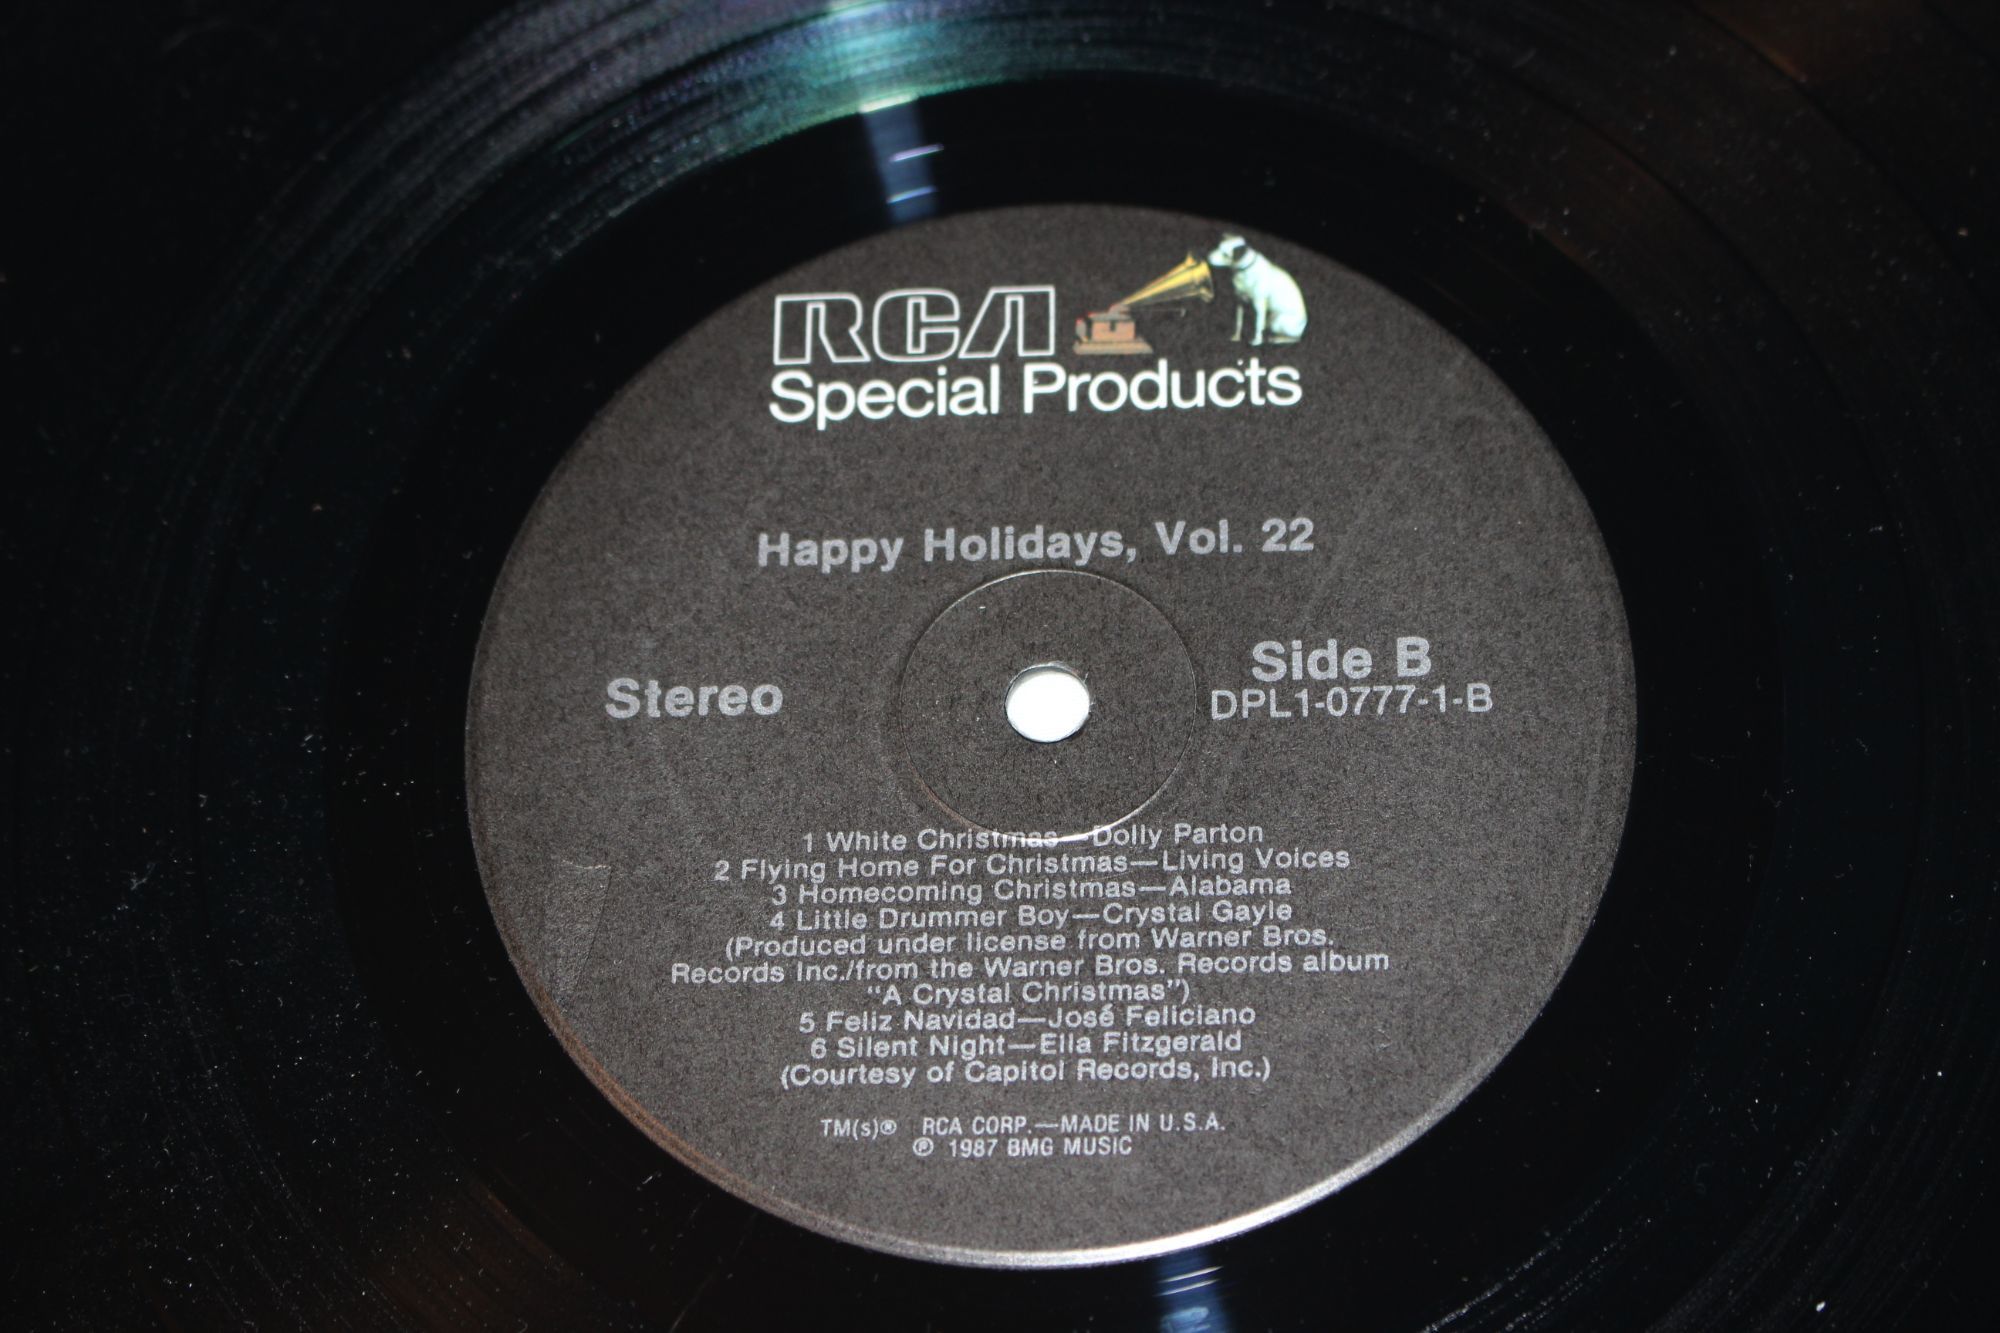 RCA
Special Products
Happy Holidays, Vol. 22
Stereo
Side B
DPL1-0777-1-B
1 White Christmas—Dolly Parton
2 Flying Home For Christmas—Living Voices
3 Homecoming Christmas—Alabama
4 Little Drummer Boy—Crystal Gayle
(Produced under license from Warner Bros.
Records Inc./from the Warner Bros. Records album
“A Crystal Christmas”)
5 Feliz Navidad—José Feliciano
6 Silent Night—Ella Fitzgerald
(Courtesy of Capitol Records, Inc.)
TM(s)® RCA CORP.—MADE IN U.S.A.
℗ 1987 BMG MUSIC